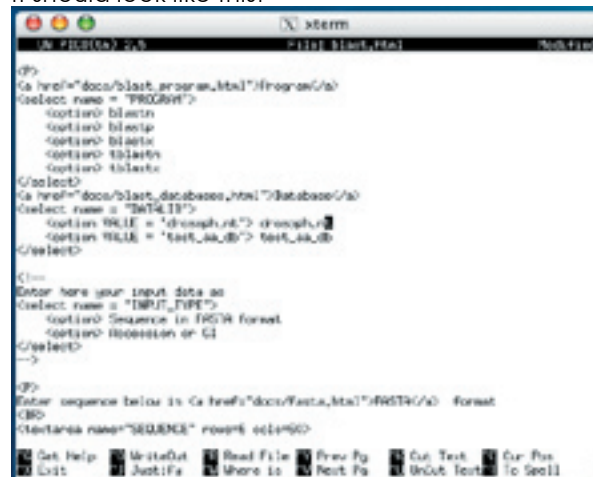 It should look like this:
xterm
UW PICO(tm) 2.5 File: blast.html Modified
<P>
<a href="docs/blast_program.html">Program</a>
<select name = "PROGRAM">
<option> blastn
<option> blastp
<option> blastx
<option> tblastn
<option> tblastx
</select>
<a href="docs/blast_databases.html">Database</a>
<select name = "DATALIB">
<option VALUE = "drosoph.nt"> drosoph.nt
<option VALUE = "test_aa_db"> test_aa_db
</select>
<!--
Enter here your input data as
<select name = "INPUT_TYPE">
<option> Sequence in FASTA format
<option> Accession or GI
</select>
-->
<P>
Enter sequence below in <a href="docs/fasta.html">FASTA</a> format
<BR>
<textarea name="SEQUENCE" rows=6 cols=60>
Get Help WriteOut Read File Prev Pg Cut Text Cur Pos
Exit Justify Where is Next Pg UnCut Text To Spell